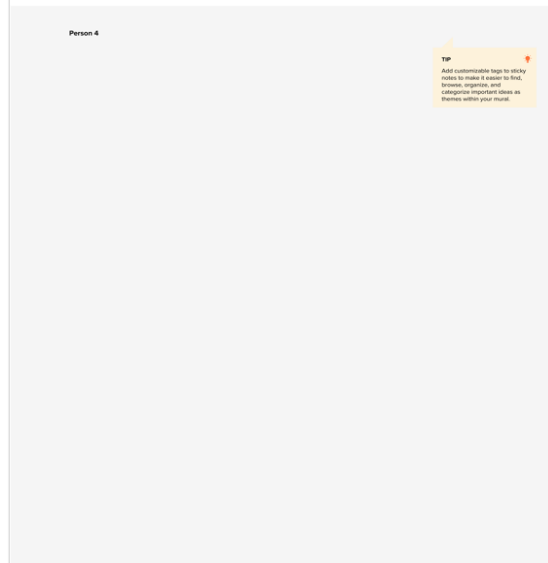 Person 4
TIP
Add customizable tags to sticky
notes to make it easier to find,
browse, organize, and
categorize important ideas as
themes within your mural.